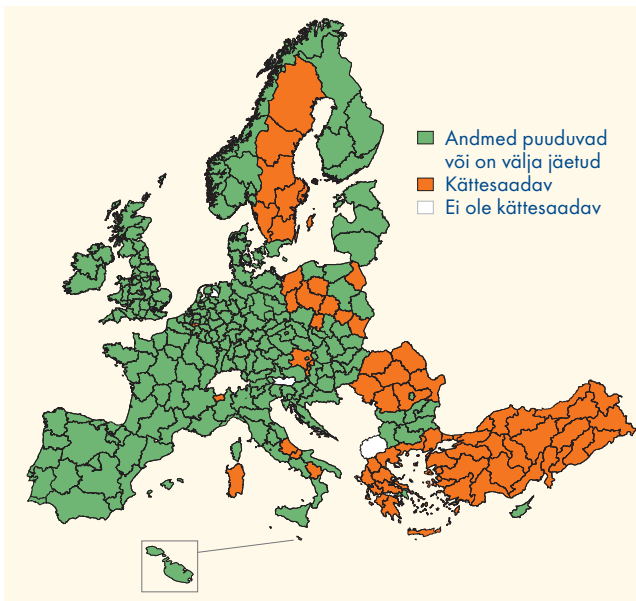 Andmed puuduvad
või on välja jäetud
Kättesaadav
Ei ole kättesaadav